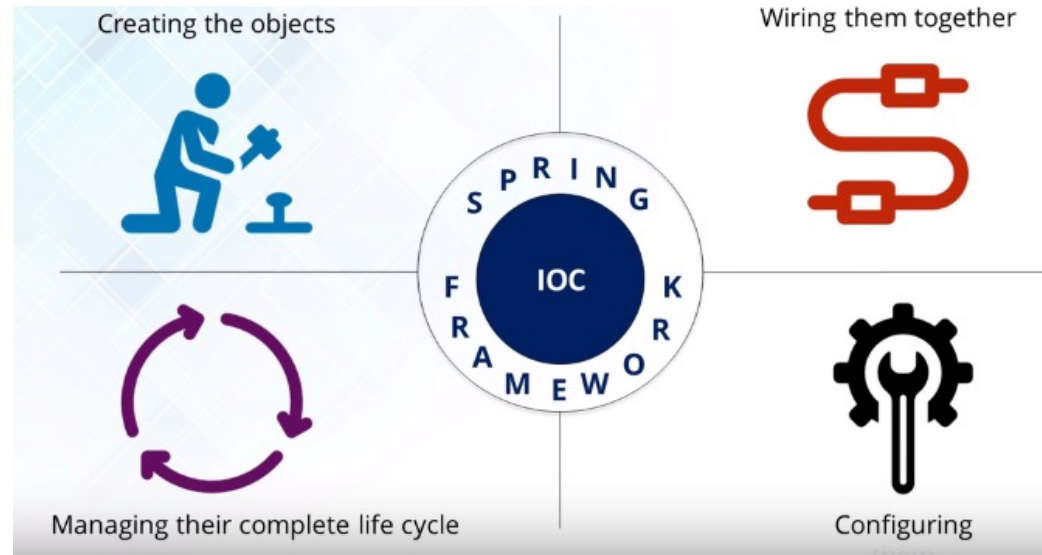 Creating the objects
Wiring them together
SPRING
IOC
FRAMEWORK
Managing their complete life cycle
Configuring